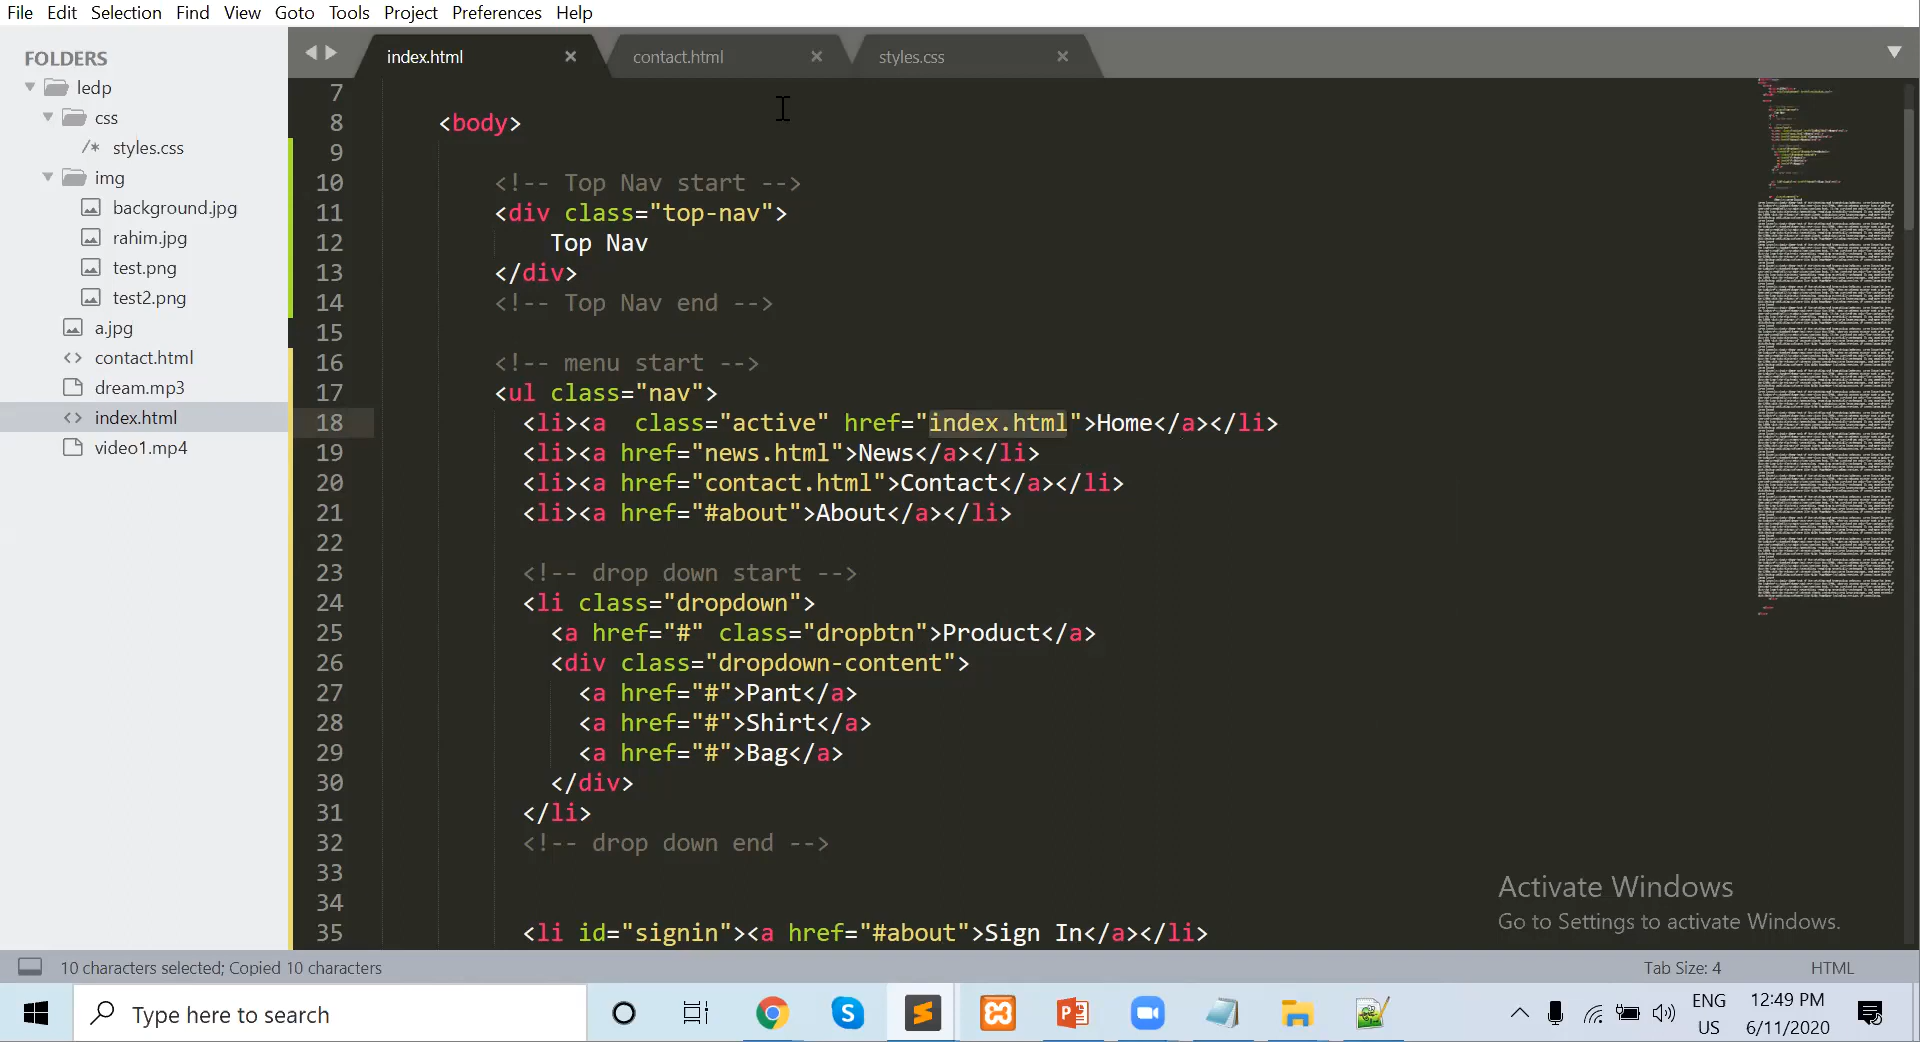 File Edit Selection Find View Goto Tools Project Preferences Help
FOLDERS
ledp
css
/* styles.css
img
background.jpg
rahim.jpg
test.png
test2.png
a.jpg
<> contact.html
dream.mp3
<> index.html
video1.mp4
index.html × contact.html × styles.css ×
7
8 <body>
9
10 <!-- Top Nav start -->
11 <div class="top-nav">
12 Top Nav
13 </div>
14 <!-- Top Nav end -->
15
16 <!-- menu start -->
17 <ul class="nav">
18 <li><a  class="active" href="index.html">Home</a></li>
19 <li><a href="news.html">News</a></li>
20 <li><a href="contact.html">Contact</a></li>
21 <li><a href="#about">About</a></li>
22
23 <!-- drop down start -->
24 <li class="dropdown">
25 <a href="#" class="dropbtn">Product</a>
26 <div class="dropdown-content">
27 <a href="#">Pant</a>
28 <a href="#">Shirt</a>
29 <a href="#">Bag</a>
30 </div>
31 </li>
32 <!-- drop down end -->
33
34
35 <li id="signin"><a href="#about">Sign In</a></li>
Activate Windows
Go to Settings to activate Windows.
10 characters selected; Copied 10 characters
Tab Size: 4 HTML
Type here to search
ENG
US
12:49 PM
6/11/2020